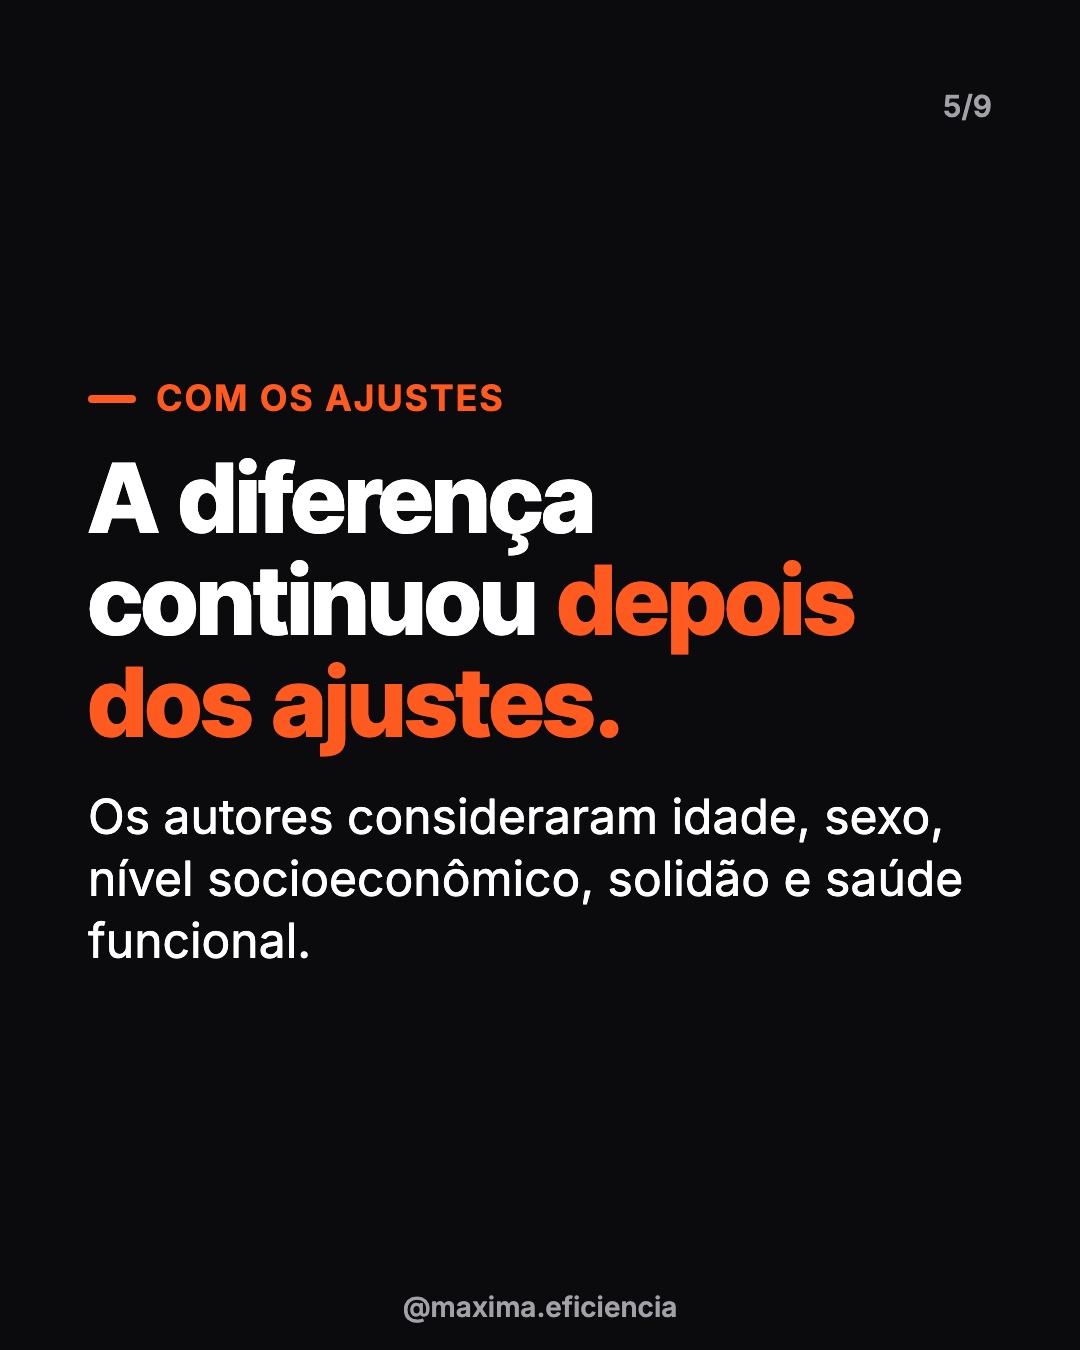 5/9
COM OS AJUSTES
A diferença
continuou depois
dos ajustes.
Os autores consideraram idade, sexo,
nível socioeconômico, solidão e saúde
funcional.
@maxima.eficiencia